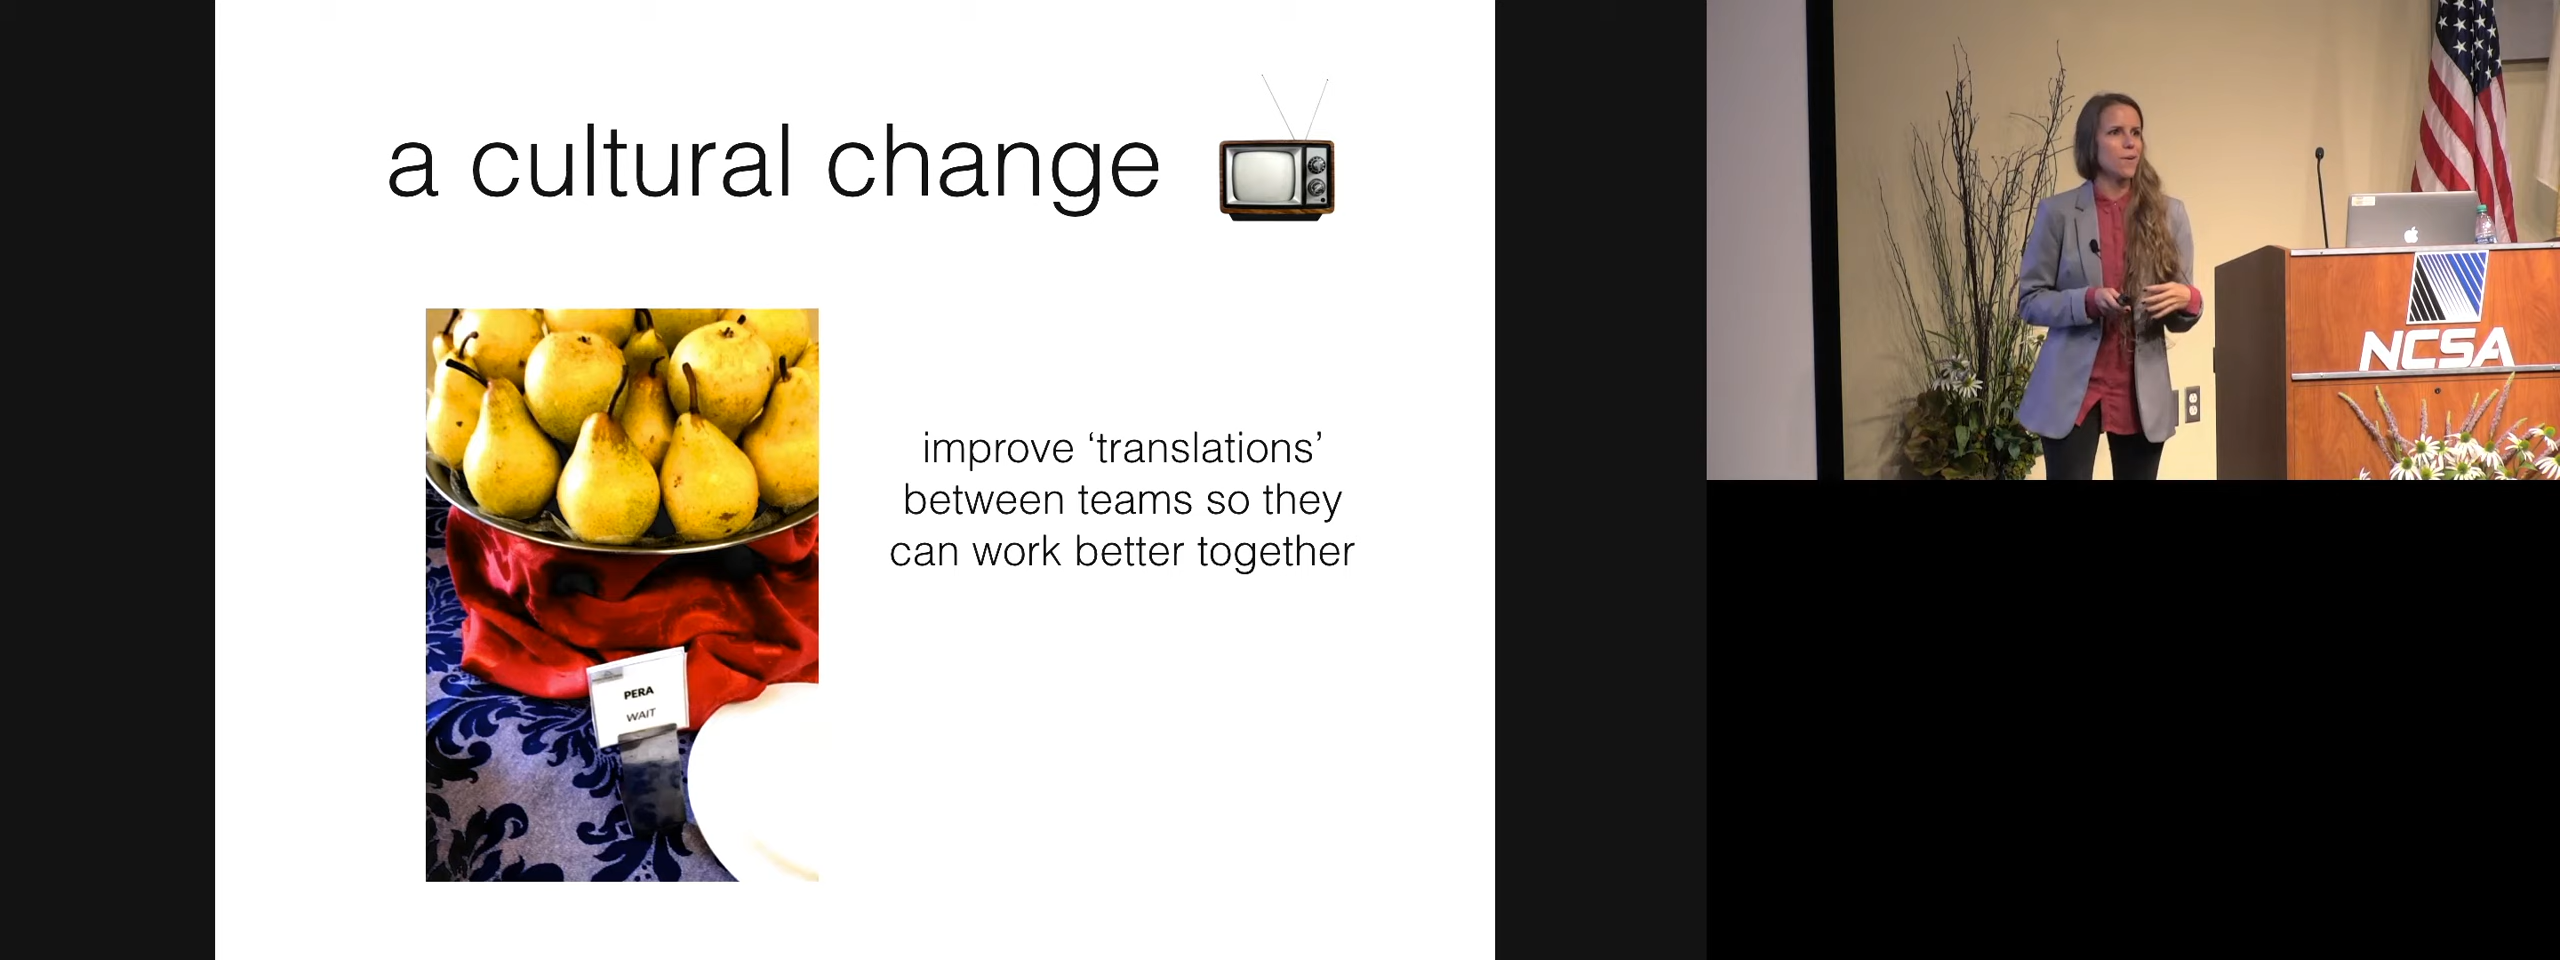 a cultural change
improve ‘translations’
between teams so they
can work better together
PERA
WAIT
NCSA